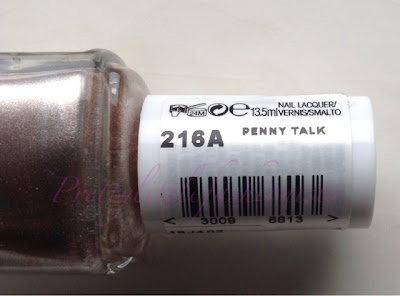 24M e 13.5ml NAIL LACQUER/
VERNIS/SMALTO
216A PENNY TALK
< 3009 6813 >